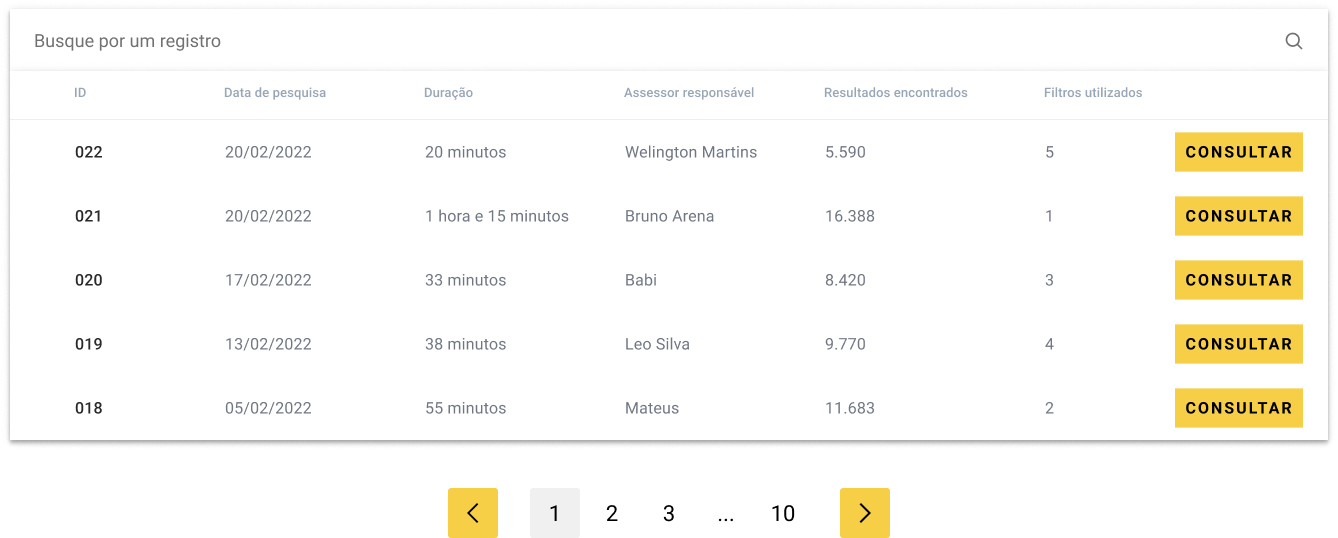 Busque por um registro
ID Data de pesquisa Duração Assessor responsável Resultados encontrados Filtros utilizados
022 20/02/2022 20 minutos Welington Martins 5.590 5 CONSULTAR
021 20/02/2022 1 hora e 15 minutos Bruno Arena 16.388 1 CONSULTAR
020 17/02/2022 33 minutos Babi 8.420 3 CONSULTAR
019 13/02/2022 38 minutos Leo Silva 9.770 4 CONSULTAR
018 05/02/2022 55 minutos Mateus 11.683 2 CONSULTAR
1 2 3 ... 10